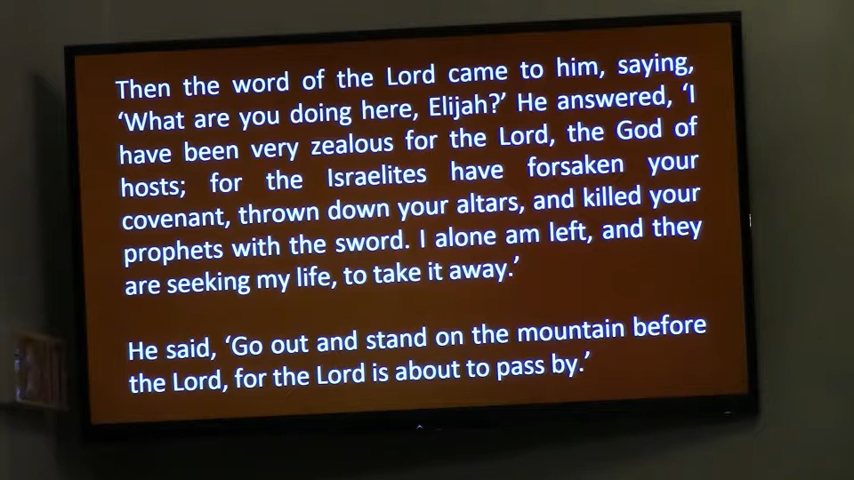 Then the word of the Lord came to him, saying,
‘What are you doing here, Elijah?’ He answered, ‘I
have been very zealous for the Lord, the God of
hosts; for the Israelites have forsaken your
covenant, thrown down your altars, and killed your
prophets with the sword. I alone am left, and they
are seeking my life, to take it away.’
He said, ‘Go out and stand on the mountain before
the Lord, for the Lord is about to pass by.’